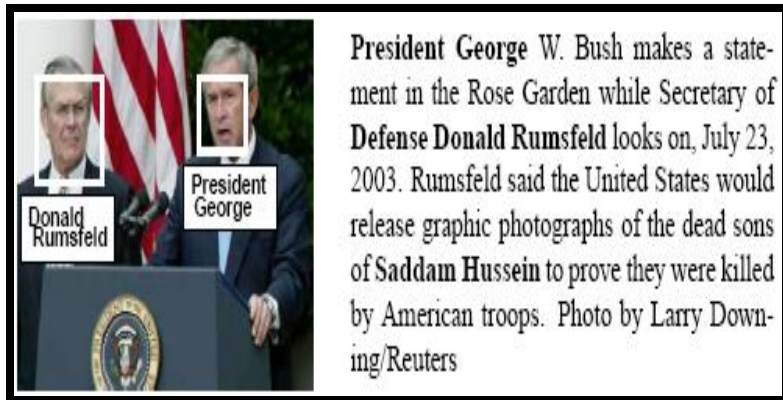 Donald
Rumsfeld
President
George
President George W. Bush makes a state-
ment in the Rose Garden while Secretary of
Defense Donald Rumsfeld looks on, July 23,
2003. Rumsfeld said the United States would
release graphic photographs of the dead sons
of Saddam Hussein to prove they were killed
by American troops. Photo by Larry Down-
ing/Reuters